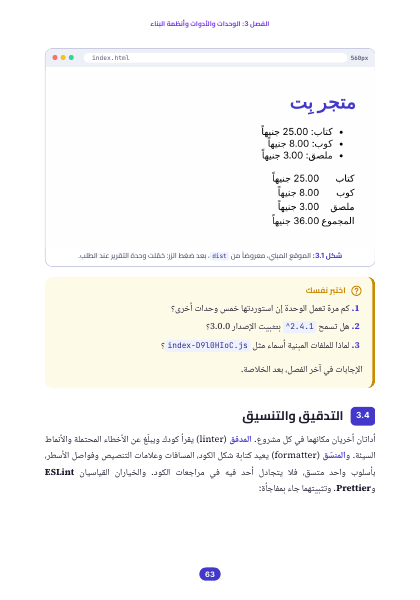 الفصل 3: الوحدات والأدوات وأنظمة البناء
index.html
560px
متجر بِت
• كتاب: 25.00 جنيهاً
• كوب: 8.00 جنيهاً
• ملصق: 3.00 جنيهاً
كتاب 25.00 جنيهاً
كوب 8.00 جنيهاً
ملصق 3.00 جنيهاً
المجموع 36.00 جنيهاً
شكل 3.1: الموقع المبني، معروضاً من dist، بعد ضغط الزر: حُمّلت وحدة التقرير عند الطلب.
اختبر نفسك
1. كم مرة تعمل الوحدة إن استوردتها خمس وحدات أخرى؟
2. هل تسمح ^2.4.1 بتثبيت الإصدار 3.0.0؟
3. لماذا للملفات المبنية أسماء مثل index-D9l0HIoC.js؟
الإجابات في آخر الفصل، بعد الخلاصة.
3.4 التدقيق والتنسيق
أداتان أخريان مكانهما في كل مشروع. المدقق (linter) يقرأ كودك ويبلّغ عن الأخطاء المحتملة والأنماط
السيئة. والمنسّق (formatter) يعيد كتابة شكل الكود، المسافات وعلامات التنصيص وفواصل الأسطر،
بأسلوب واحد متسق، فلا يتجادل أحد فيه في مراجعات الكود. والخياران القياسيان ESLint
وPrettier. وتثبيتهما جاء بمفاجأة:
63